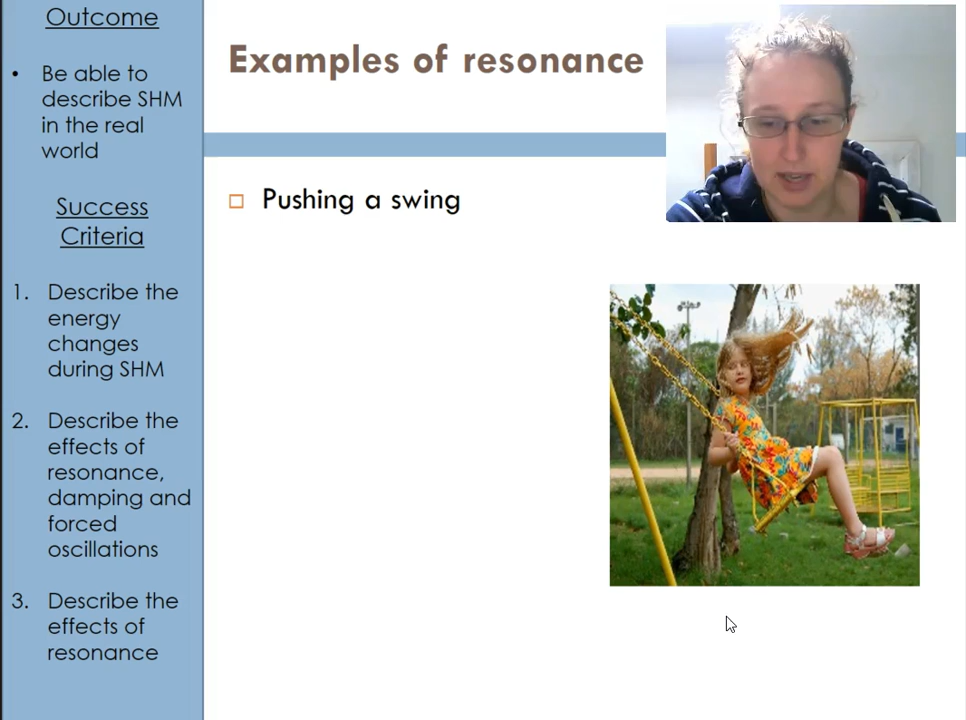 Outcome
• Be able to
describe SHM
in the real
world
Success
Criteria
1. Describe the
energy
changes
during SHM
2. Describe the
effects of
resonance,
damping and
forced
oscillations
3. Describe the
effects of
resonance
Examples of resonance
Pushing a swing